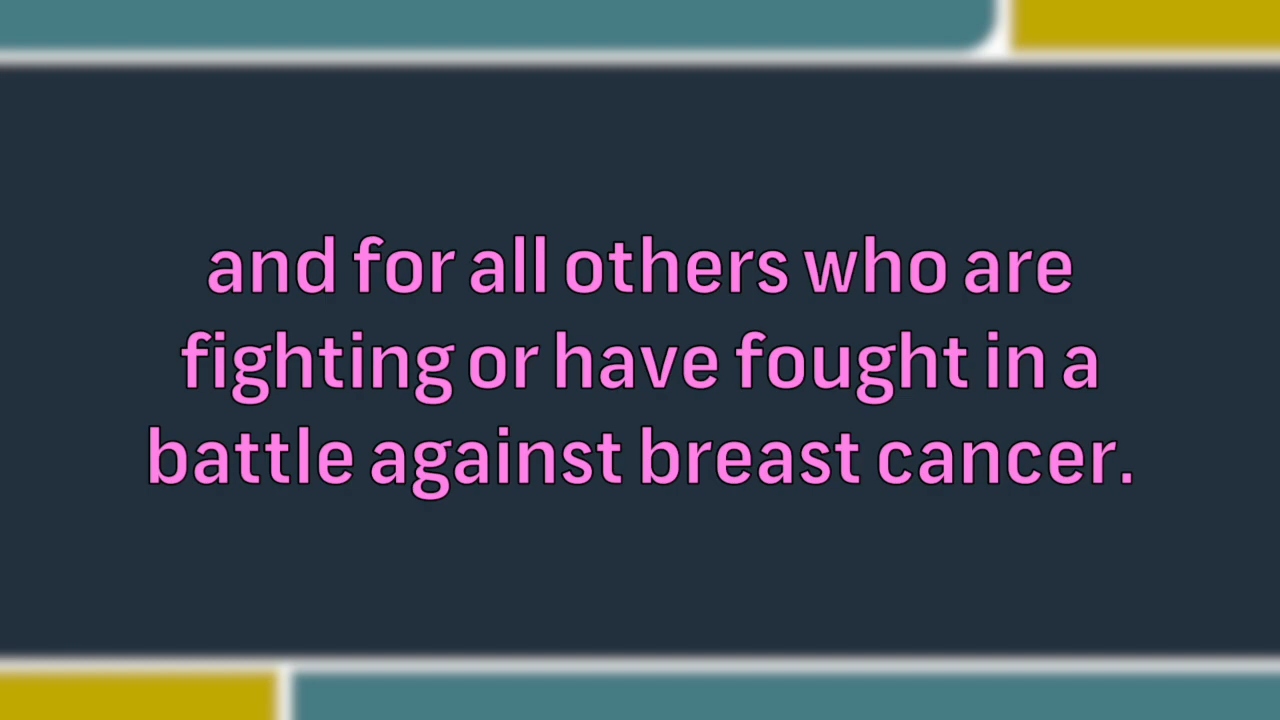 and for all others who are
fighting or have fought in a
battle against breast cancer.